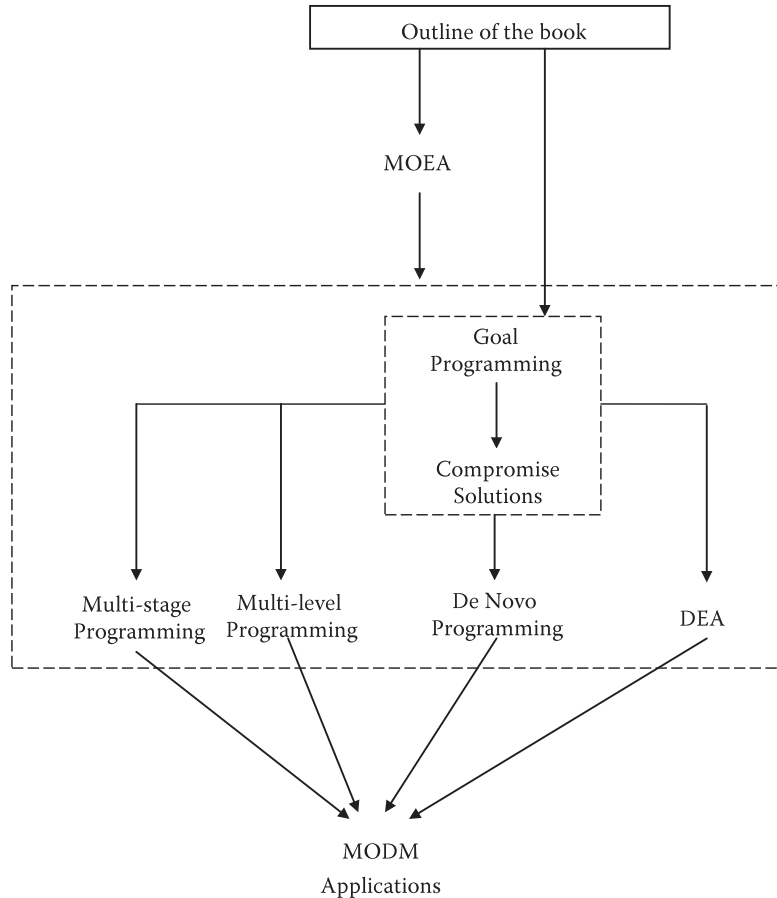 Outline of the book
MOEA
Goal
Programming
Compromise
Solutions
Multi-stage
Programming
Multi-level
Programming
De Novo
Programming
DEA
MODM
Applications